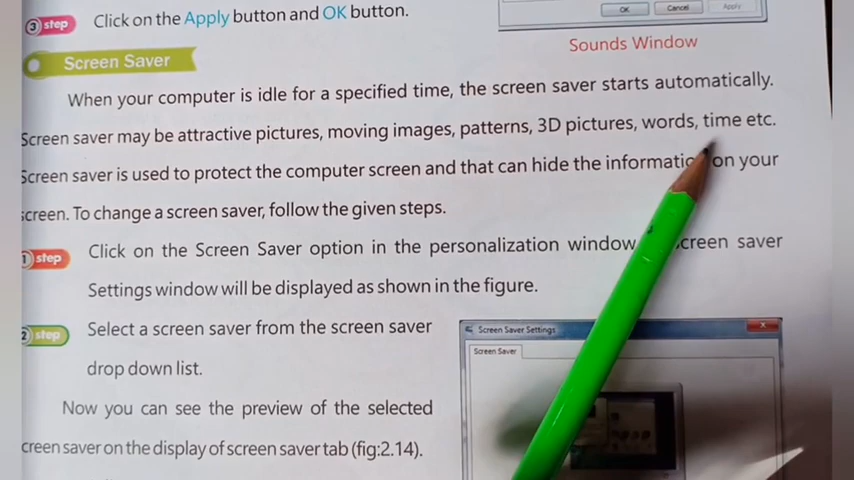 3 step Click on the Apply button and OK button.
OK Cancel Apply
Sounds Window
Screen Saver
When your computer is idle for a specified time, the screen saver starts automatically.
Screen saver may be attractive pictures, moving images, patterns, 3D pictures, words, time etc.
Screen saver is used to protect the computer screen and that can hide the informatio on your
screen. To change a screen saver, follow the given steps.
1 step Click on the Screen Saver option in the personalization window creen saver
Settings window will be displayed as shown in the figure.
2 step Select a screen saver from the screen saver
drop down list.
Screen Saver Settings
Screen Saver
Now you can see the preview of the selected
creen saver on the display of screen saver tab (fig:2.14).